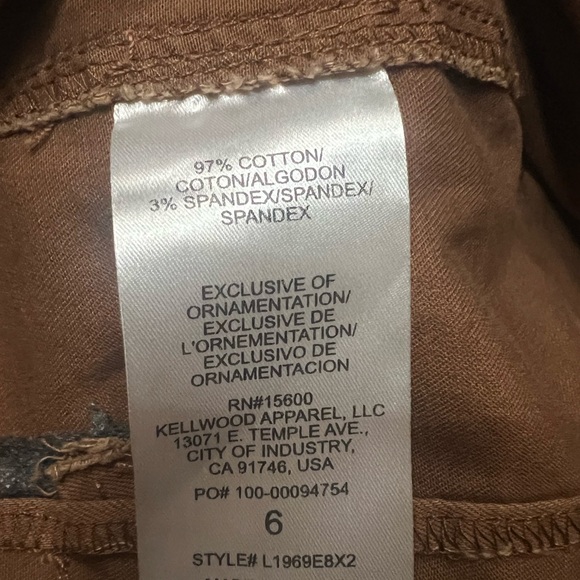 97% COTTON/
COTON/ALGODON
3% SPANDEX/SPANDEX/
SPANDEX
EXCLUSIVE OF
ORNAMENTATION/
EXCLUSIVE DE
L'ORNEMENTATION/
EXCLUSIVO DE
ORNAMENTACION
RN#15600
KELLWOOD APPAREL, LLC
13071 E. TEMPLE AVE.,
CITY OF INDUSTRY,
CA 91746, USA
PO# 100-00094754
6
STYLE# L1969E8X2